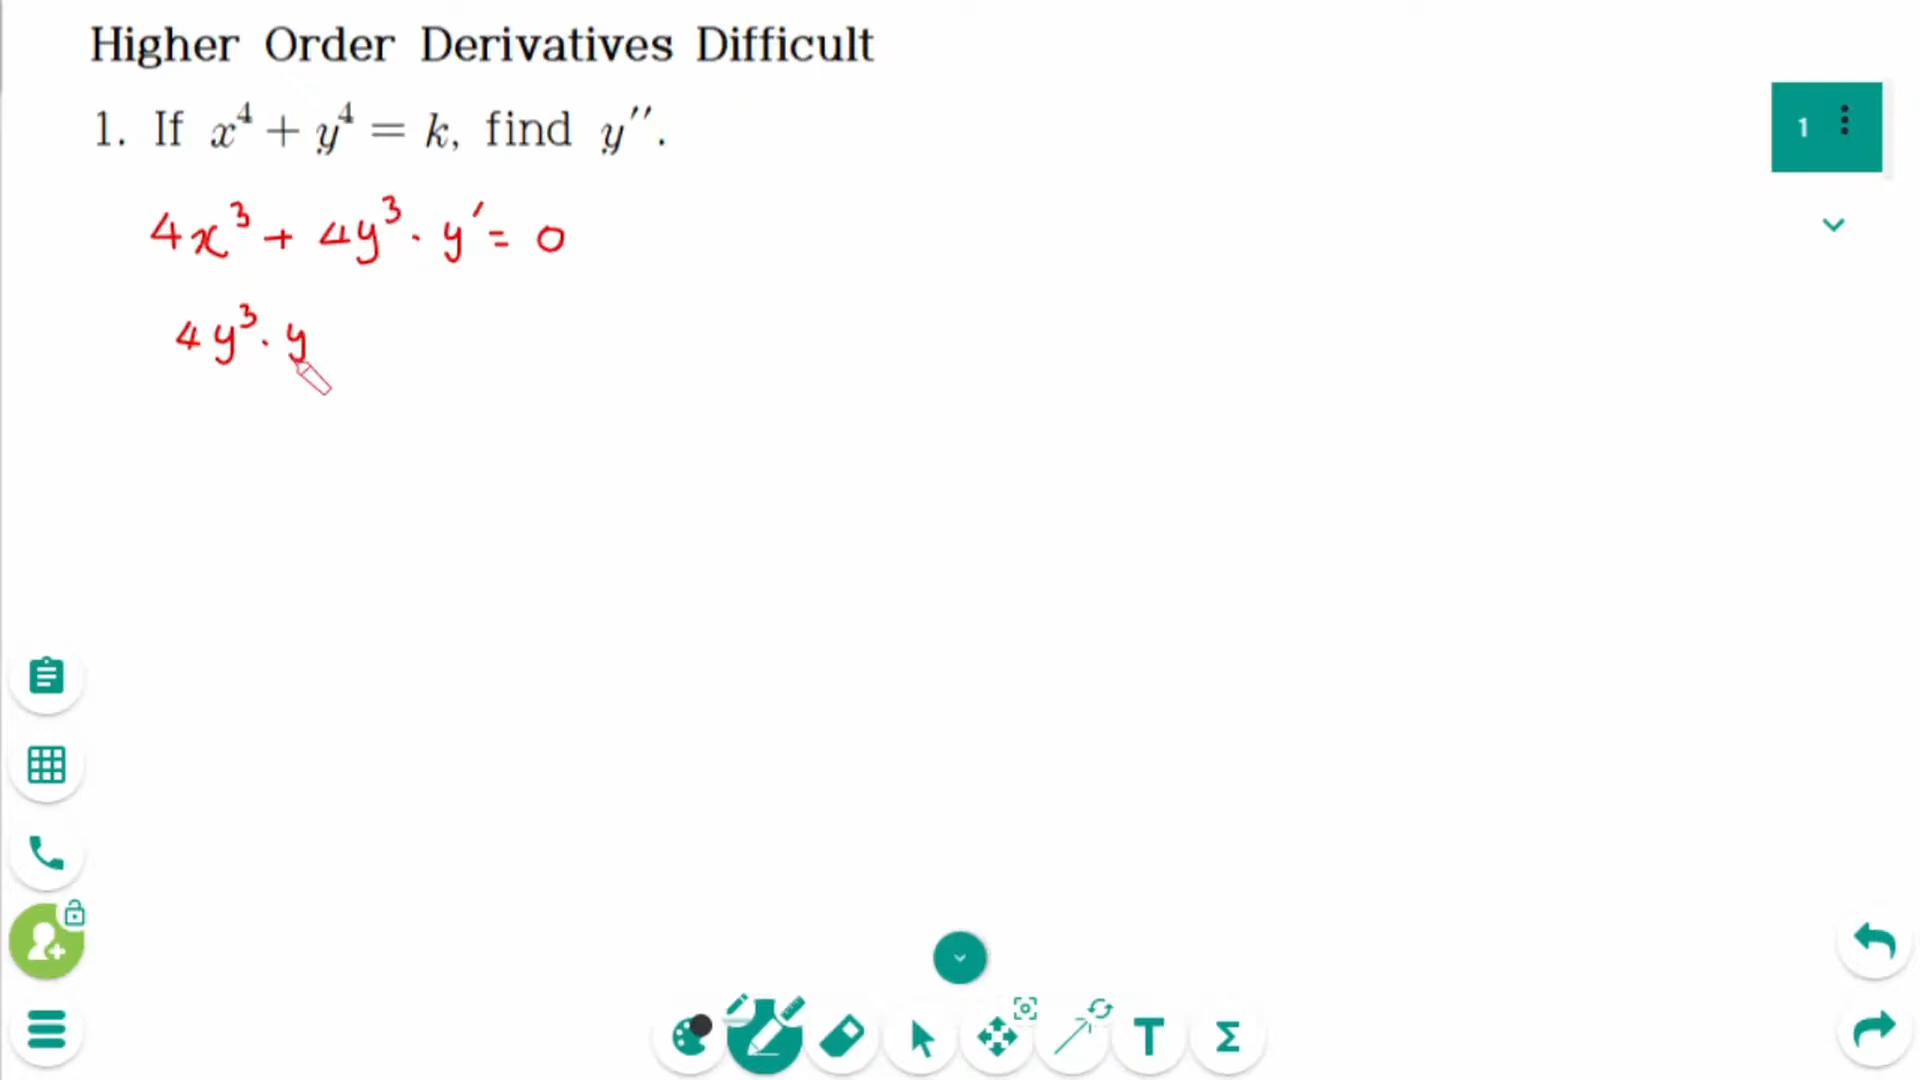 Higher Order Derivatives Difficult
1. If x⁴ + y⁴ = k, find y″.
4x³ + 4y³ · y′ = 0
4y³ · y
1
T
Σ